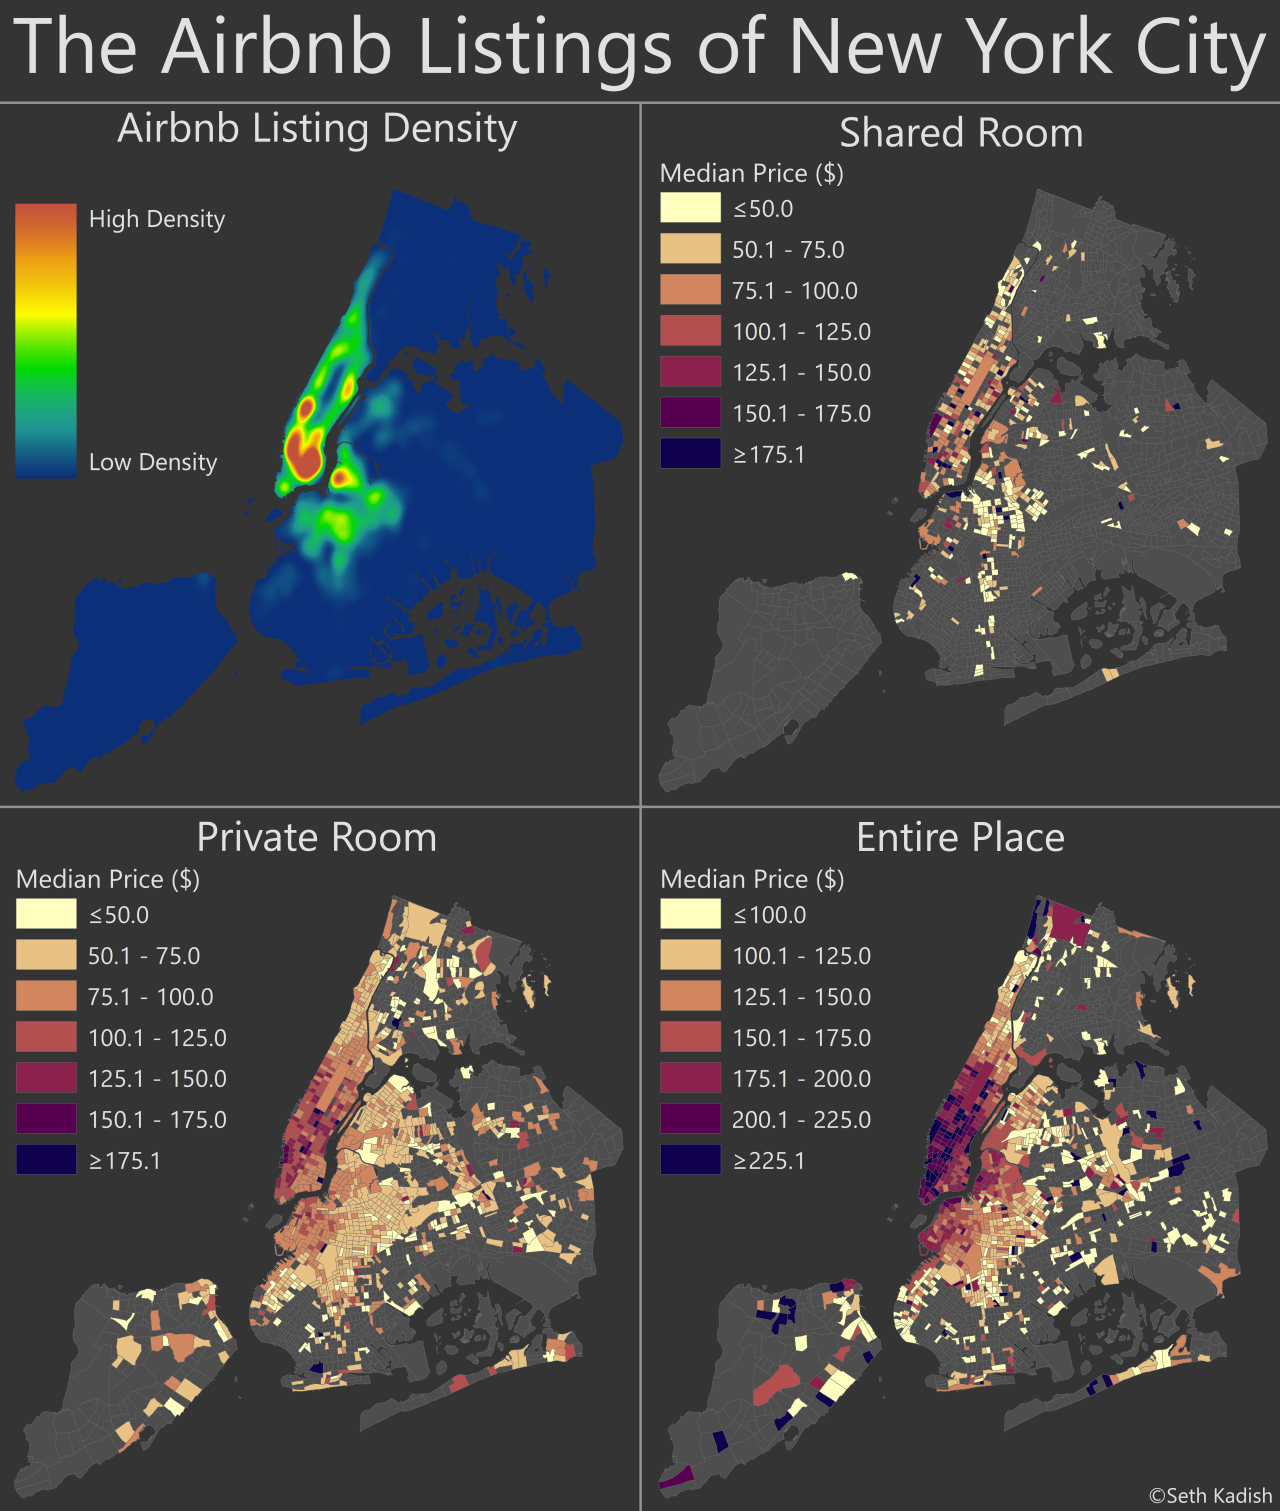 The Airbnb Listings of New York City
Airbnb Listing Density
High Density
Low Density
Shared Room
Median Price ($)
≤50.0
50.1 - 75.0
75.1 - 100.0
100.1 - 125.0
125.1 - 150.0
150.1 - 175.0
≥175.1
Private Room
Median Price ($)
≤50.0
50.1 - 75.0
75.1 - 100.0
100.1 - 125.0
125.1 - 150.0
150.1 - 175.0
≥175.1
Entire Place
Median Price ($)
≤100.0
100.1 - 125.0
125.1 - 150.0
150.1 - 175.0
175.1 - 200.0
200.1 - 225.0
≥225.1
©Seth Kadish